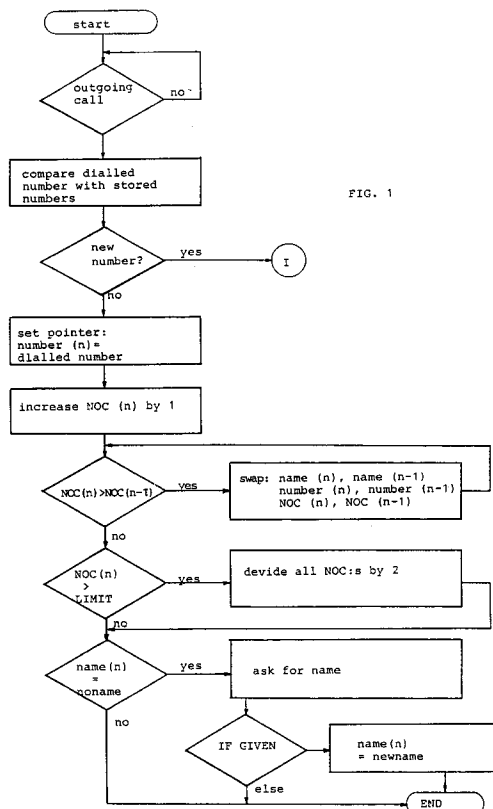 start
outgoing
call
no
compare dialled
number with stored
numbers
FIG. 1
new
number?
yes
I
no
set pointer:
number (n)=
dialled number
increase NOC (n) by 1
NOC(n)>NOC(n-1)
yes
swap: name (n), name (n-1)
number (n), number (n-1)
NOC (n), NOC (n-1)
no
NOC(n)
>
LIMIT
yes
devide all NOC:s by 2
no
name(n)
=
noname
yes
ask for name
no
IF GIVEN
name(n)
= newname
else
END